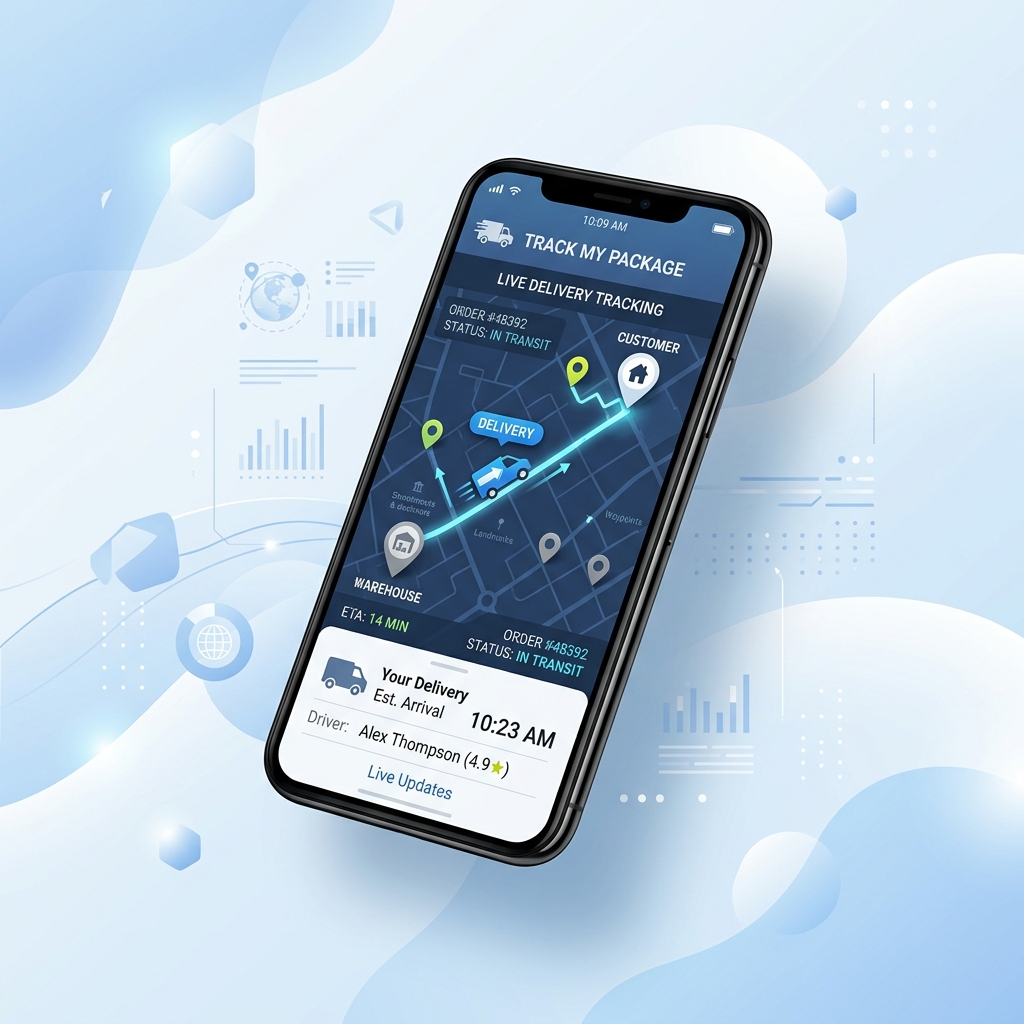 10:09 AM
TRACK MY PACKAGE
LIVE DELIVERY TRACKING
ORDER #48392
STATUS: IN TRANSIT
CUSTOMER
DELIVERY
Landmarks
Waypoints
WAREHOUSE
ETA: 14 MIN
ORDER #48392
STATUS: IN TRANSIT
Your Delivery
Est. Arrival
10:23 AM
Driver: Alex Thompson (4.9★)
Live Updates